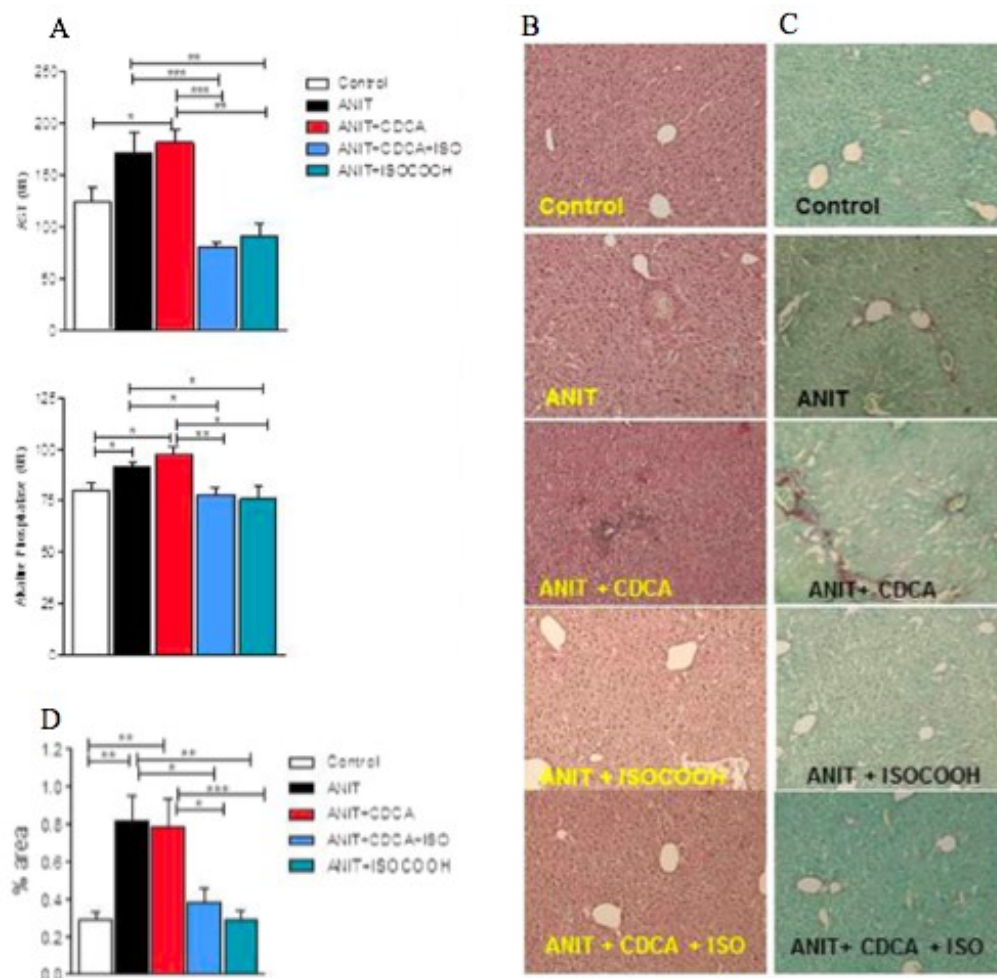 A
250
200
150
100
50
0
AST (U/L)
**
***
***
**
*
Control
ANIT
ANIT+CDCA
ANIT+CDCA+ISO
ANIT+ISOCOOH
125
100
75
50
25
0
Alkaline Phosphatase (U/L)
*
*
*
*
*
**
D
1.2
1.0
0.8
0.6
0.4
0.2
0.0
% area
**
**
**
*
***
*
Control
ANIT
ANIT+CDCA
ANIT+CDCA+ISO
ANIT+ISOCOOH
B
Control
ANIT
ANIT + CDCA
ANIT + ISOCOOH
ANIT + CDCA + ISO
C
Control
ANIT
ANIT+ CDCA
ANIT + ISOCOOH
ANIT+ CDCA + ISO